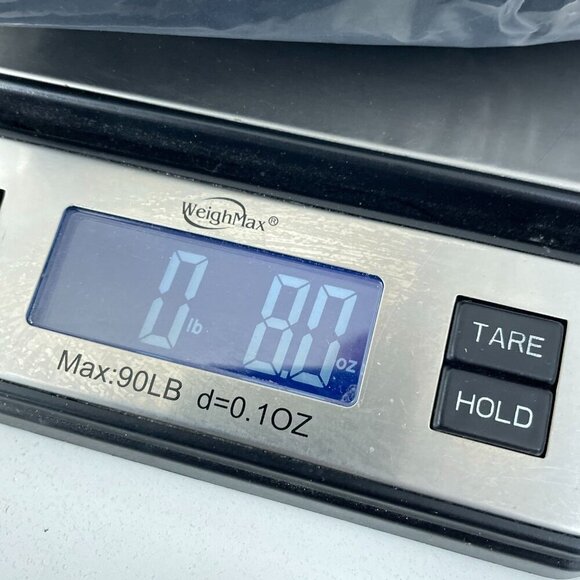 WeighMax®
0 lb 8.0 oz
Max:90LB d=0.1OZ
TARE
HOLD